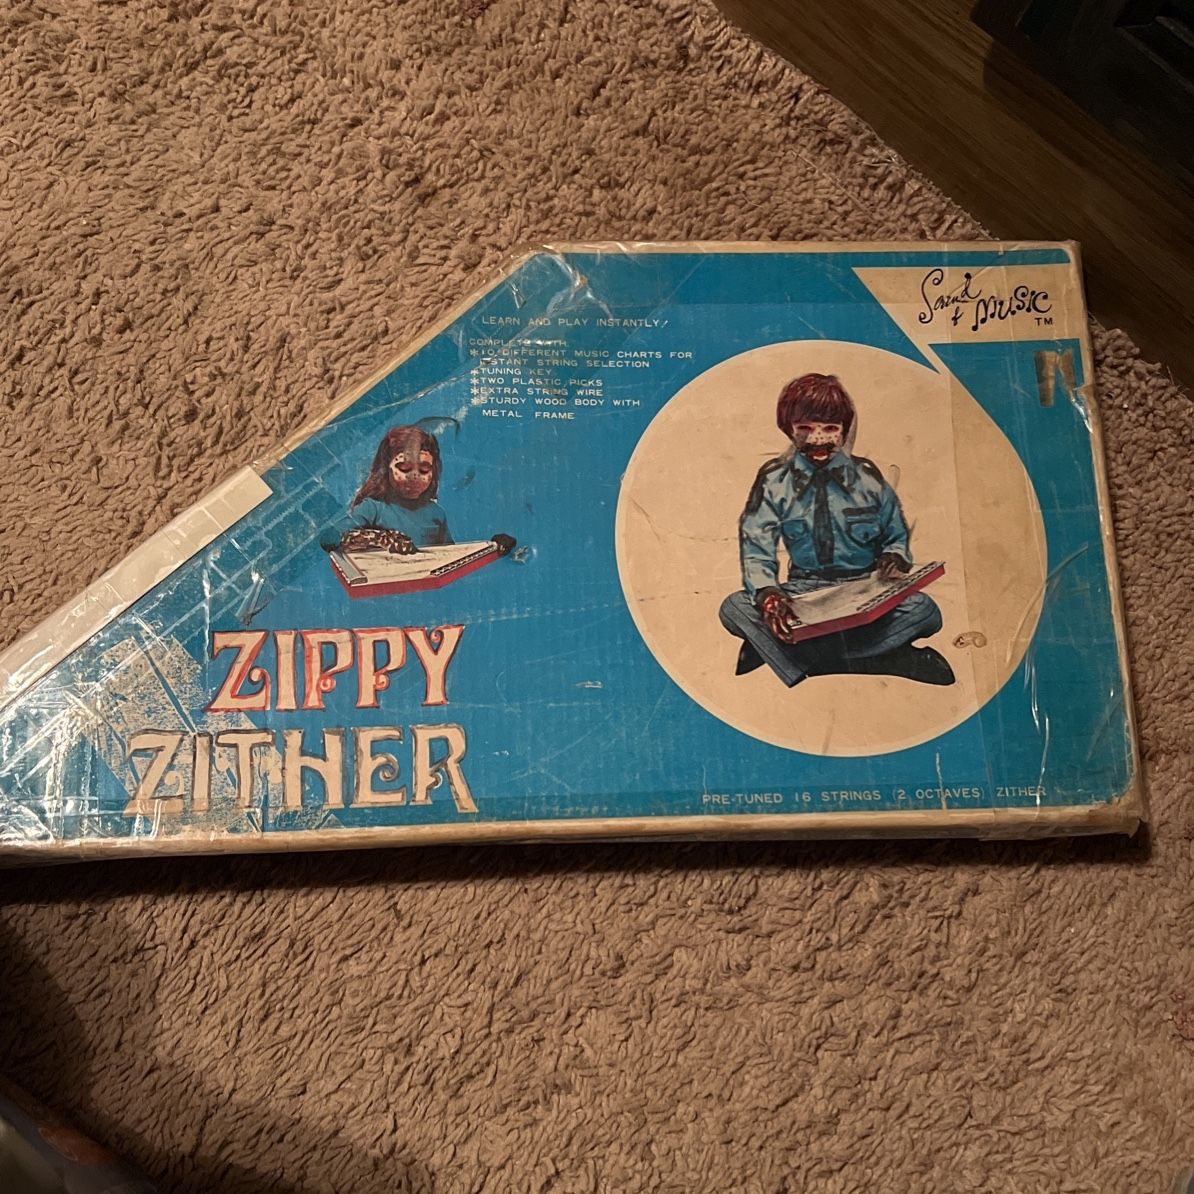 Sound
+ MUSIC
TM
LEARN AND PLAY INSTANTLY!
COMPLETE WITH:
*10 DIFFERENT MUSIC CHARTS FOR
INSTANT STRING SELECTION
*TUNING KEY
*TWO PLASTIC PICKS
*EXTRA STRING WIRE
*STURDY WOOD BODY WITH
METAL FRAME
ZIPPY
ZITHER
PRE-TUNED 16 STRINGS (2 OCTAVES) ZITHER